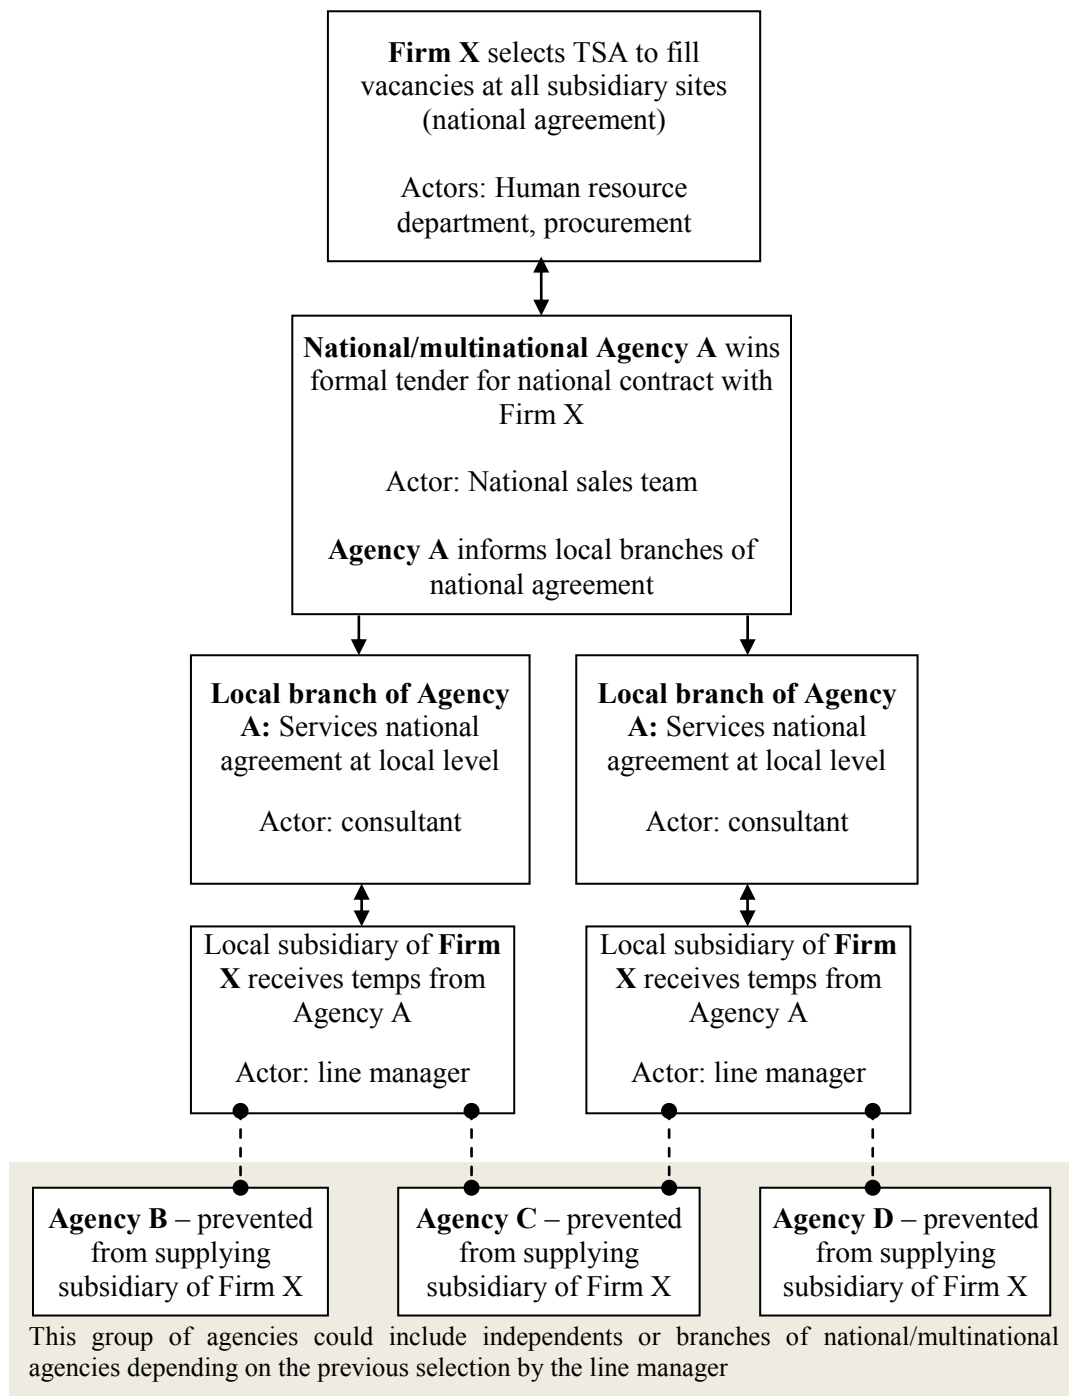 Firm X selects TSA to fill
vacancies at all subsidiary sites
(national agreement)
Actors: Human resource
department, procurement
National/multinational Agency A wins
formal tender for national contract with
Firm X
Actor: National sales team
Agency A informs local branches of
national agreement
Local branch of Agency
A: Services national
agreement at local level
Actor: consultant
Local branch of Agency
A: Services national
agreement at local level
Actor: consultant
Local subsidiary of Firm
X receives temps from
Agency A
Actor: line manager
Local subsidiary of Firm
X receives temps from
Agency A
Actor: line manager
Agency B – prevented
from supplying
subsidiary of Firm X
Agency C – prevented
from supplying
subsidiary of Firm X
Agency D – prevented
from supplying
subsidiary of Firm X
This group of agencies could include independents or branches of national/multinational
agencies depending on the previous selection by the line manager